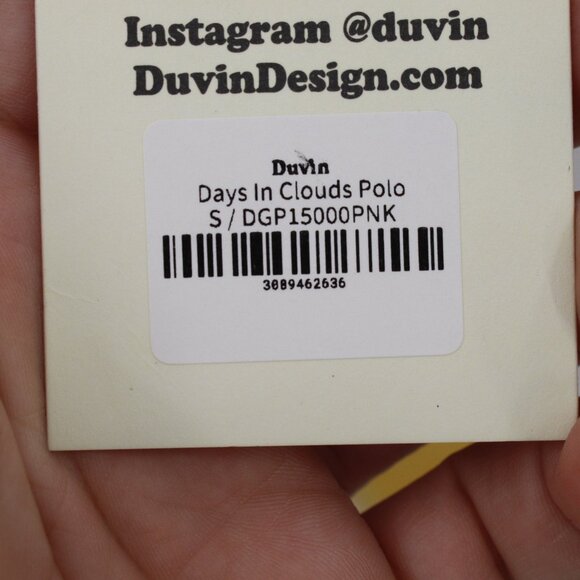 Instagram @duvin
DuvinDesign.com
Duvin
Days In Clouds Polo
S / DGP15000PNK
3089462636